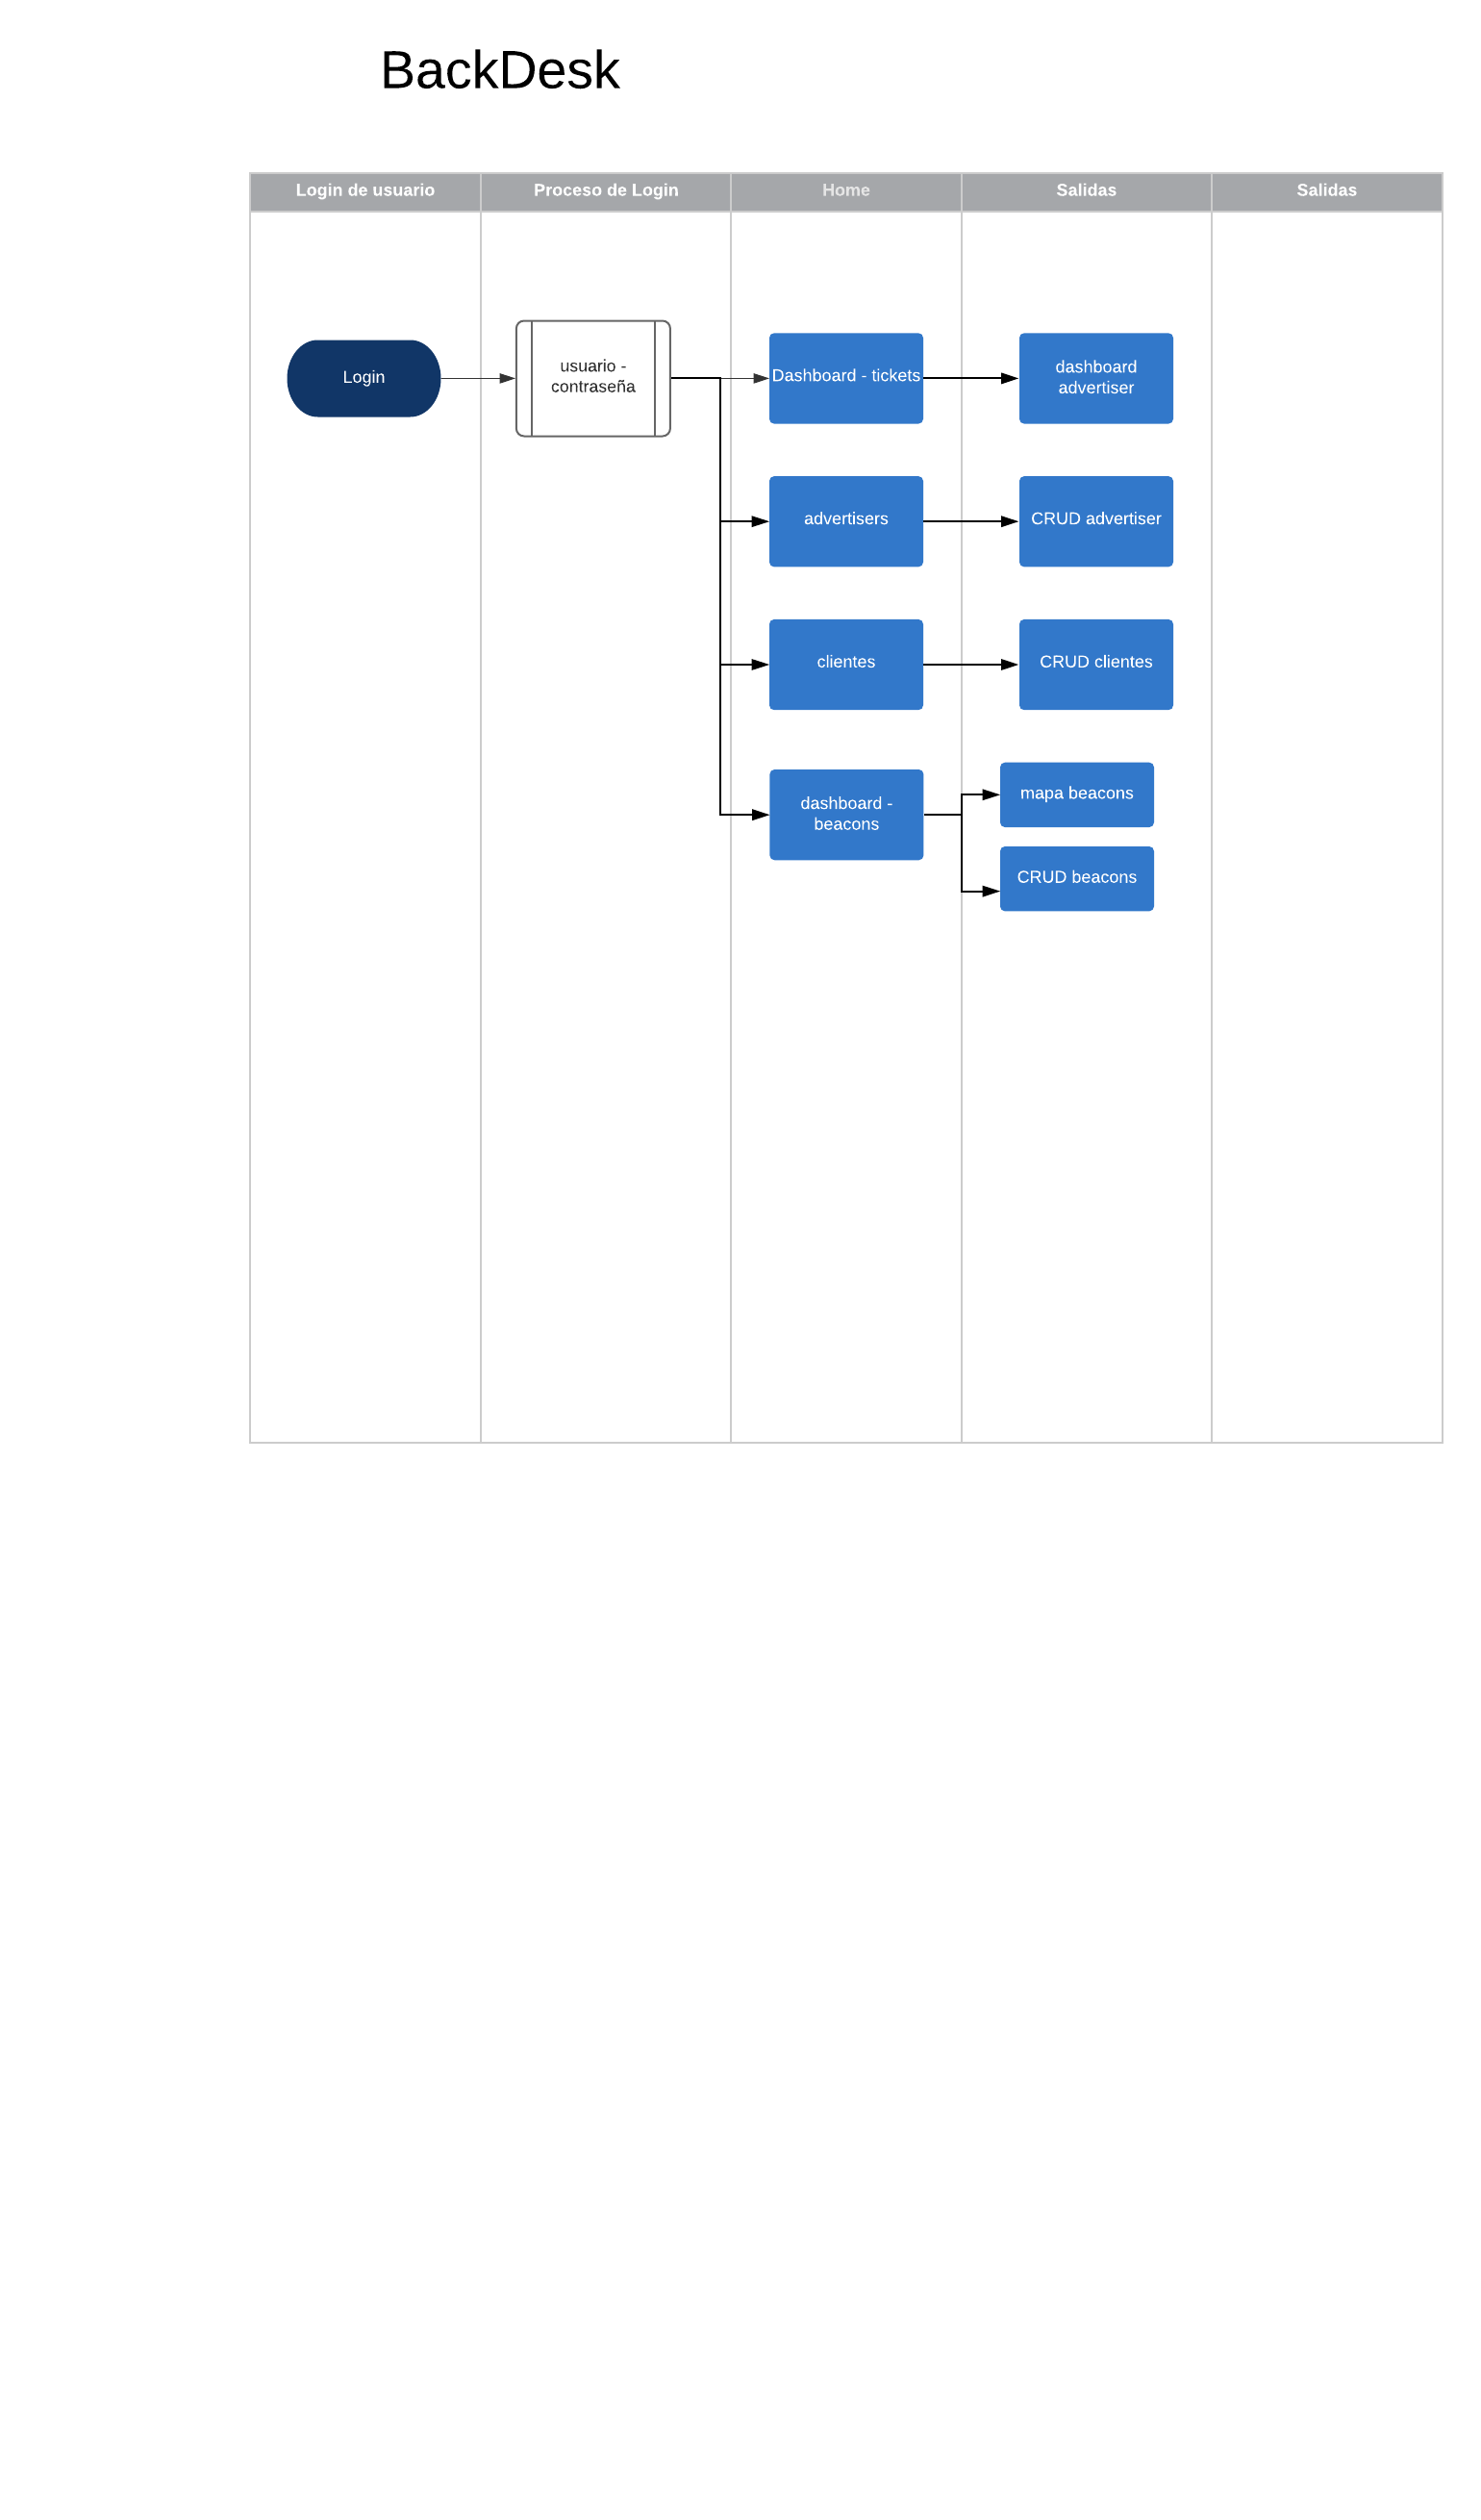 BackDesk
Login de usuario
Proceso de Login
Home
Salidas
Salidas
Login
usuario -
contraseña
Dashboard - tickets
dashboard
advertiser
advertisers
CRUD advertiser
clientes
CRUD clientes
dashboard -
beacons
mapa beacons
CRUD beacons